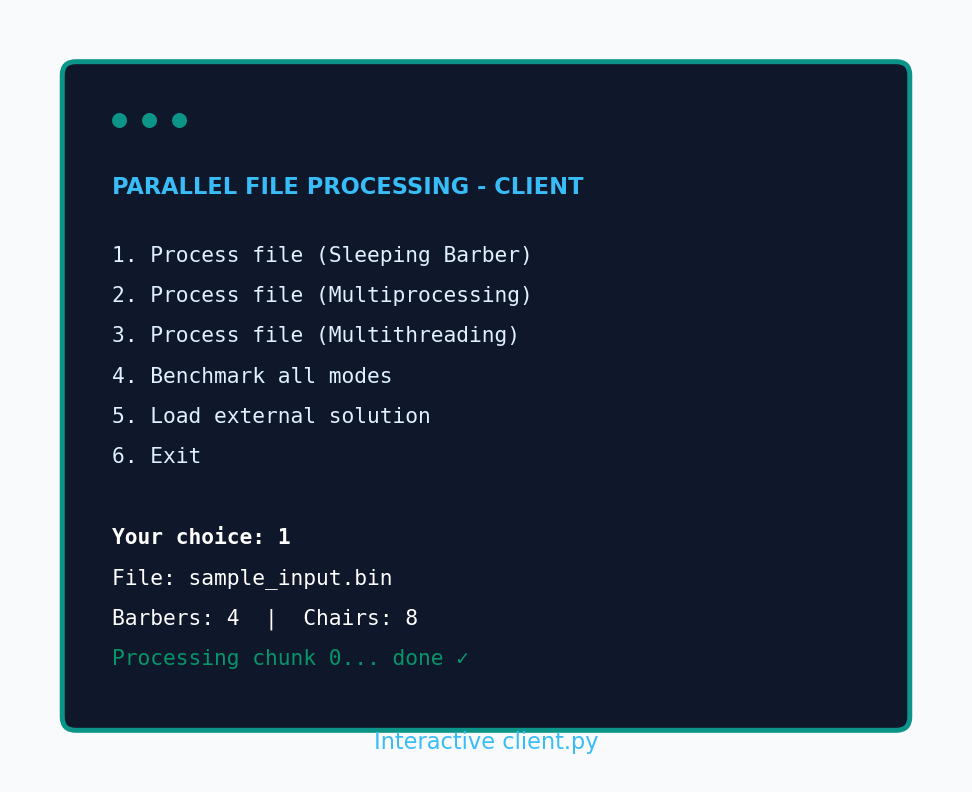 PARALLEL FILE PROCESSING - CLIENT
1. Process file (Sleeping Barber)
2. Process file (Multiprocessing)
3. Process file (Multithreading)
4. Benchmark all modes
5. Load external solution
6. Exit
Your choice: 1
File: sample_input.bin
Barbers: 4  |  Chairs: 8
Processing chunk 0... done ✓
Interactive client.py